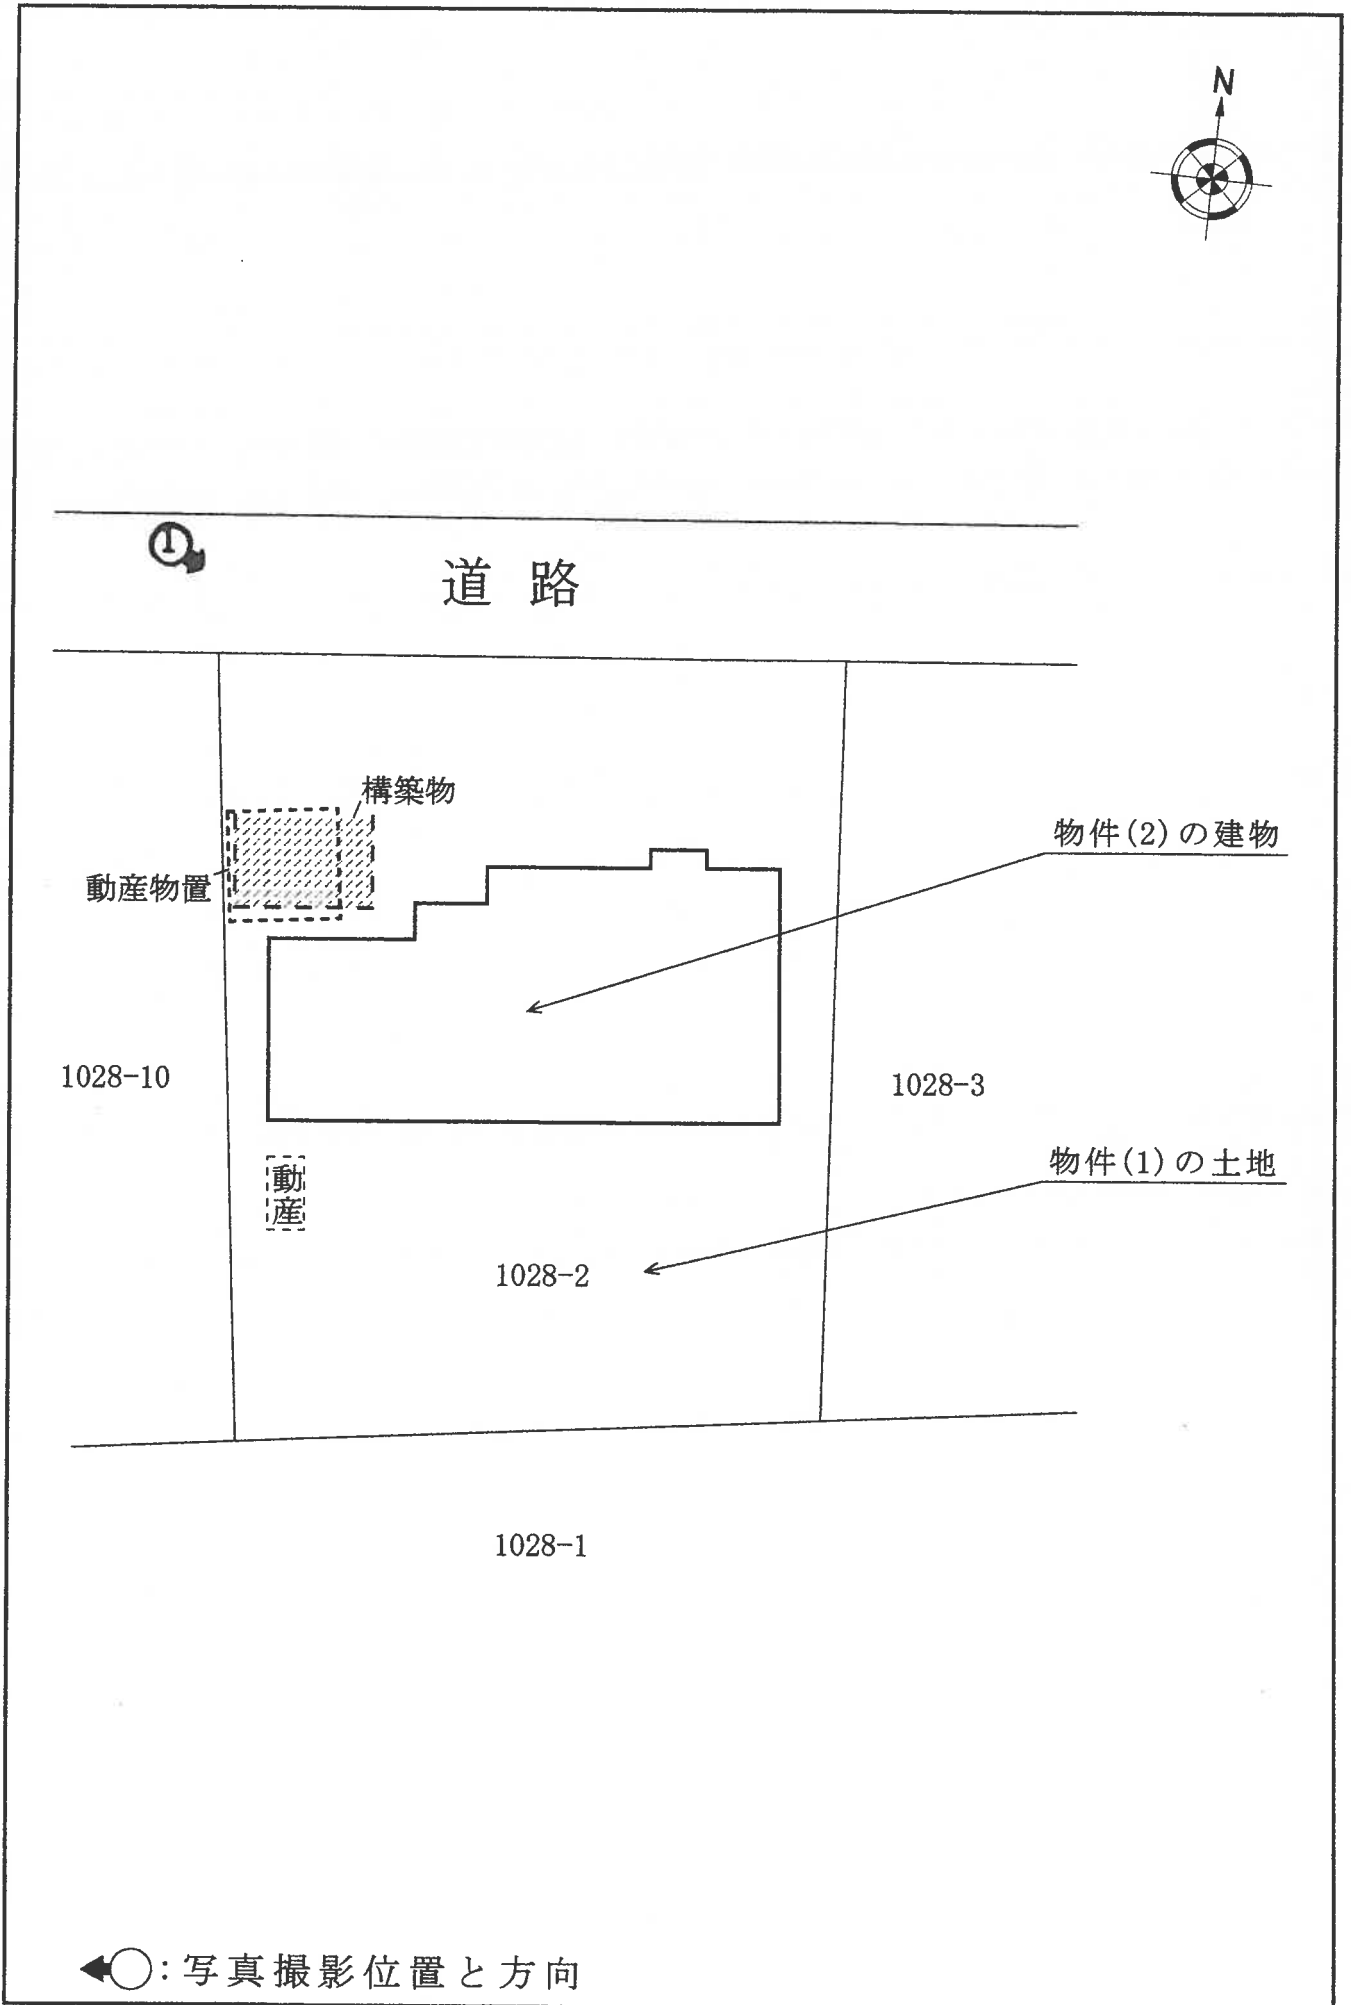 N
①
道路
構築物
物件(2)の建物
動産物置
1028-10
1028-3
物件(1)の土地
動産
1028-2
1028-1
:写真撮影位置と方向